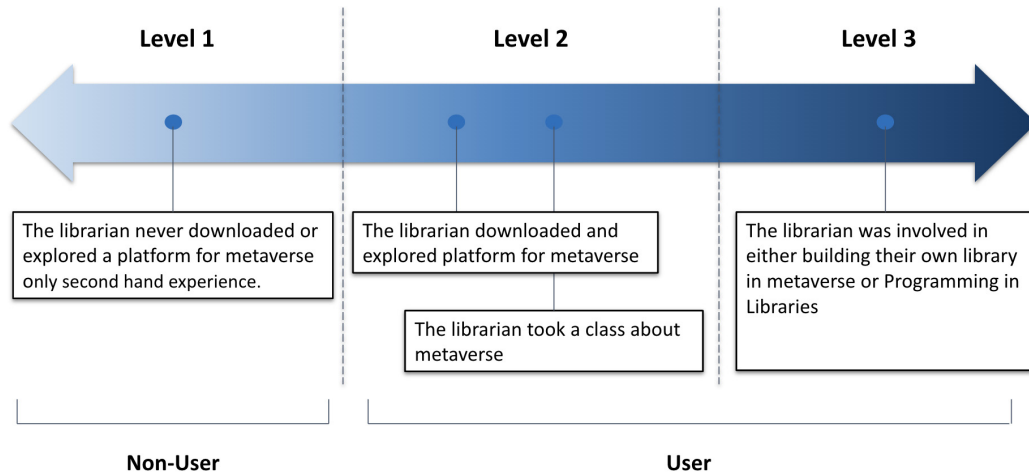 Level 1
Level 2
Level 3
The librarian never downloaded or
explored a platform for metaverse
only second hand experience.
The librarian downloaded and
explored platform for metaverse
The librarian took a class about
metaverse
The librarian was involved in
either building their own library
in metaverse or Programming in
Libraries
Non-User
User